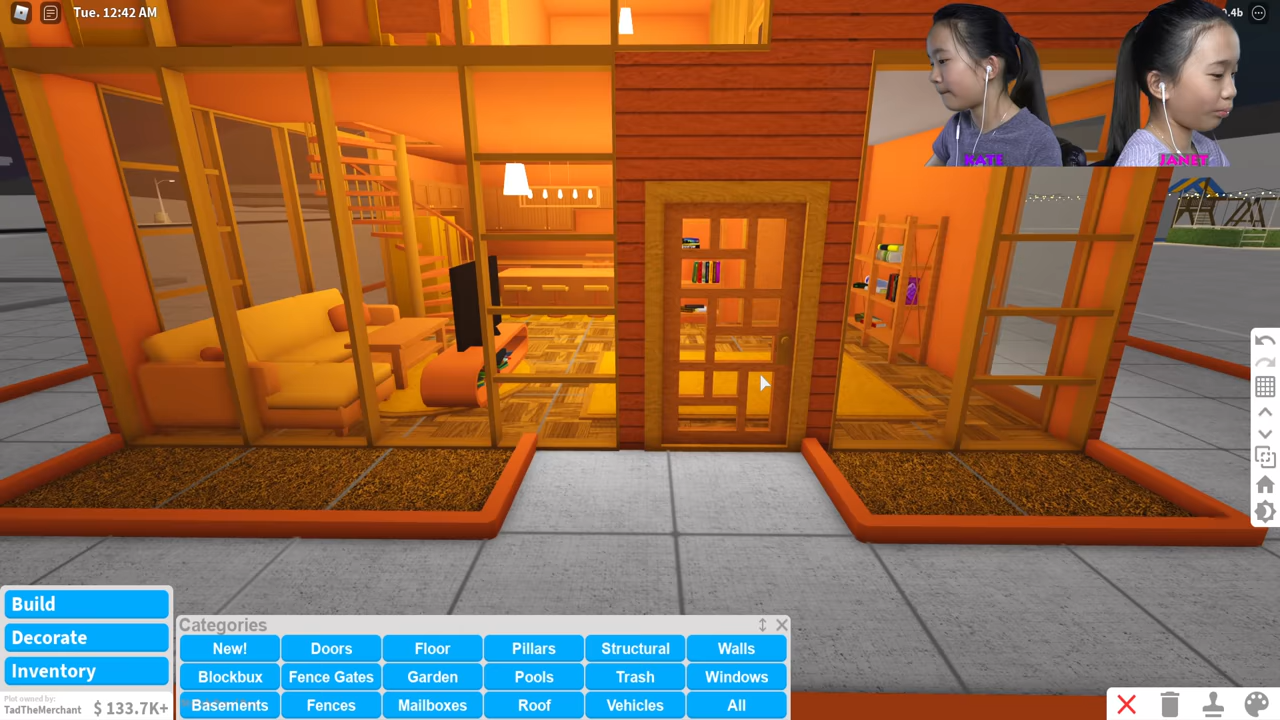 Tue. 12:42 AM
.4b
KATE
JANET
Build
Decorate
Inventory
Plot owned by:
TadTheMerchant
$ 133.7K+
Categories
New! Doors Floor Pillars Structural Walls
Blockbux Fence Gates Garden Pools Trash Windows
Basements Fences Mailboxes Roof Vehicles All